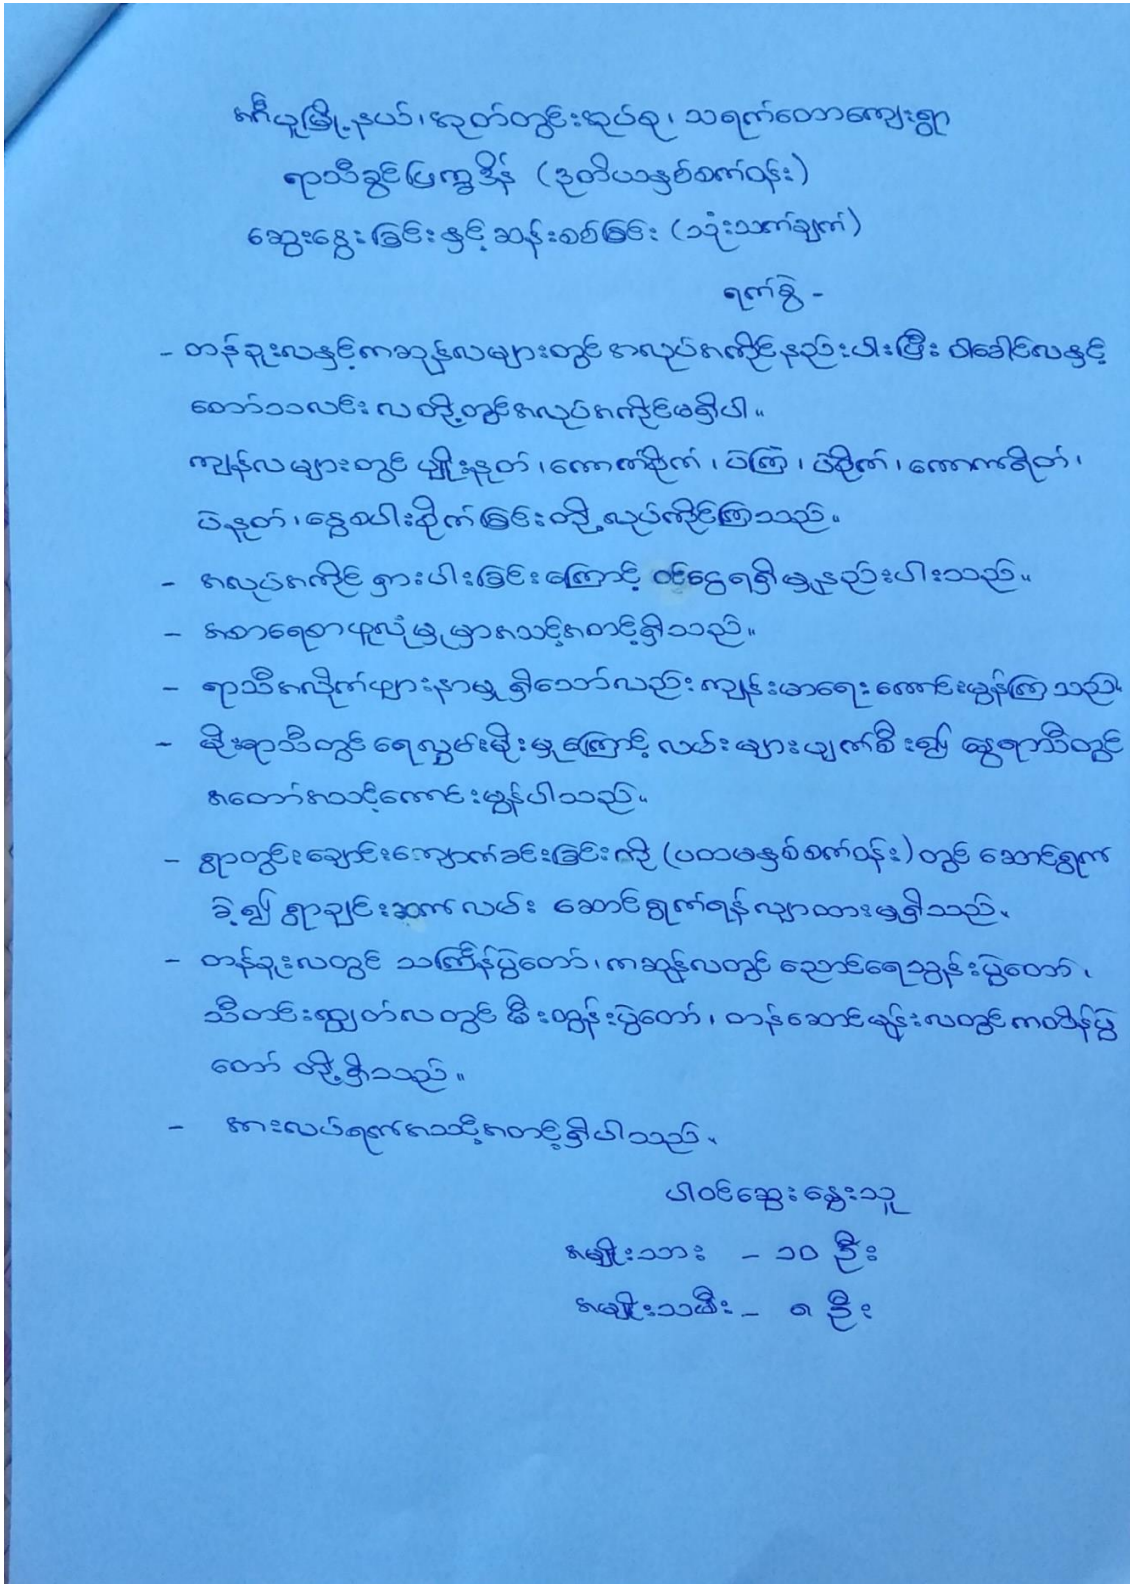 အင်္ဂပူမြို့နယ်၊အုတ်တွင်းအုပ်စု၊ သရက်တောကျေးရွာ
ရာသီခွင်ပြက္ခဒိန် (ဒုတိယနှစ်စက်ဝန်း)
ဆွေးနွေးခြင်းနှင့်ဆန်းစစ်ခြင်း (သုံးသက်ချက်)
ရက်စွဲ -
- တန်ခူးလနှင့်ကဆုန်လများတွင် အလုပ်အကိုင်နည်းပါးပြီး ဝါခေါင်လနှင့်
တော်သလင်းလတို့တွင်အလုပ်အကိုင်မရှိပါ။
ကျန်လများတွင် မျိုးနုတ်၊ကောက်စိုက်၊ ပဲကြဲ၊ ပဲစိုက်၊ကောက်ရိတ်၊
ပဲနုတ်၊နွေစပါးစိုက်ခြင်းတို့ လုပ်ကိုင်ကြသည်။
- အလုပ်အကိုင် ရှားပါးခြင်းကြောင့် ဝင်ငွေရရှိမှုနည်းပါးသည်။
- အစာရေစာဖူလုံမှုမှာအသင့်အတင့်ရှိသည်။
- ရာသီအလိုက်ဖျားနာမှု ရှိသော်လည်းကျန်းမာရေးကောင်းမွန်ကြသည်။
- မိုးရာသီတွင် ရေလွှမ်းမိုးမှုကြောင့် လမ်းများပျက်စီး၍ နွေရာသီတွင်
အတော်အသင့်ကောင်းမွန်ပါသည်။
- ရွာတွင်းချောင်းကျောက်ခင်းခြင်းကို (ပထမနှစ်စက်ဝန်း)တွင် ဆောင်ရွက်
ခဲ့၍ ရွာချင်းဆက်လမ်း ဆောင်ရွက်ရန်လျာထားမှုရှိသည်။
- တန်ခူးလတွင် သင်္ကြန်ပွဲတော်၊ကဆုန်လတွင် ညောင်ရေသွန်းပွဲတော်၊
သီတင်းကျွတ်လတွင် မီးထွန်းပွဲတော်၊ တန်ဆောင်မုန်းလတွင်ကထိန်ပွဲ
တော် တို့ရှိသည်။
- အားလပ်ရက်အသင့်အတင့်ရှိပါသည်။
ပါဝင်ဆွေးနွေးသူ
အမျိုးသား - ၁၀ ဦး
အမျိုးသမီး - ၈ ဦး